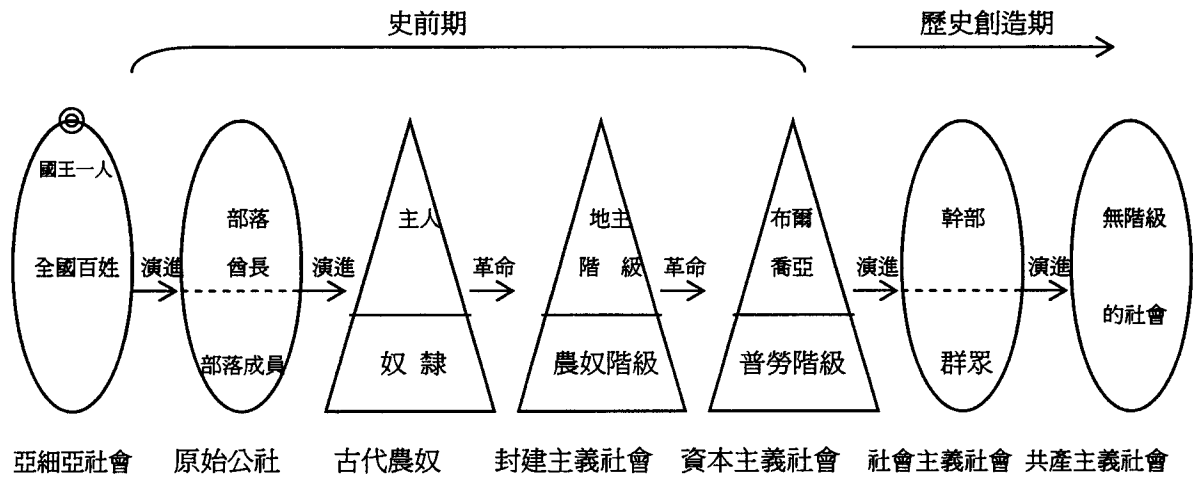 史前期
歷史創造期
國王一人
全國百姓
演進
部落
酋長
部落成員
演進
主人
奴 隸
革命
地主
階 級
農奴階級
革命
布爾
喬亞
普勞階級
演進
幹部
群眾
演進
無階級
的社會
亞細亞社會
原始公社
古代農奴
封建主義社會
資本主義社會
社會主義社會
共產主義社會